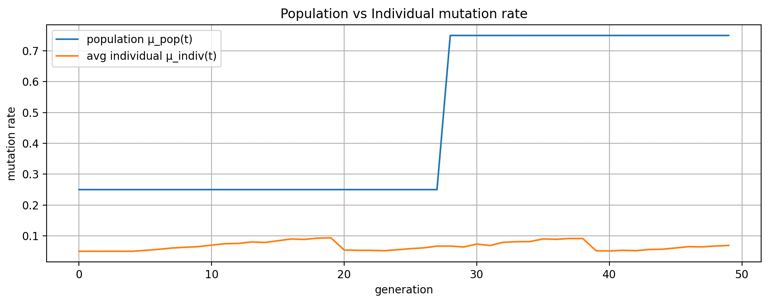 Population vs Individual mutation rate
population μ_pop(t)
avg individual μ_indiv(t)
mutation rate
0.7
0.6
0.5
0.4
0.3
0.2
0.1
0 10 20 30 40 50
generation